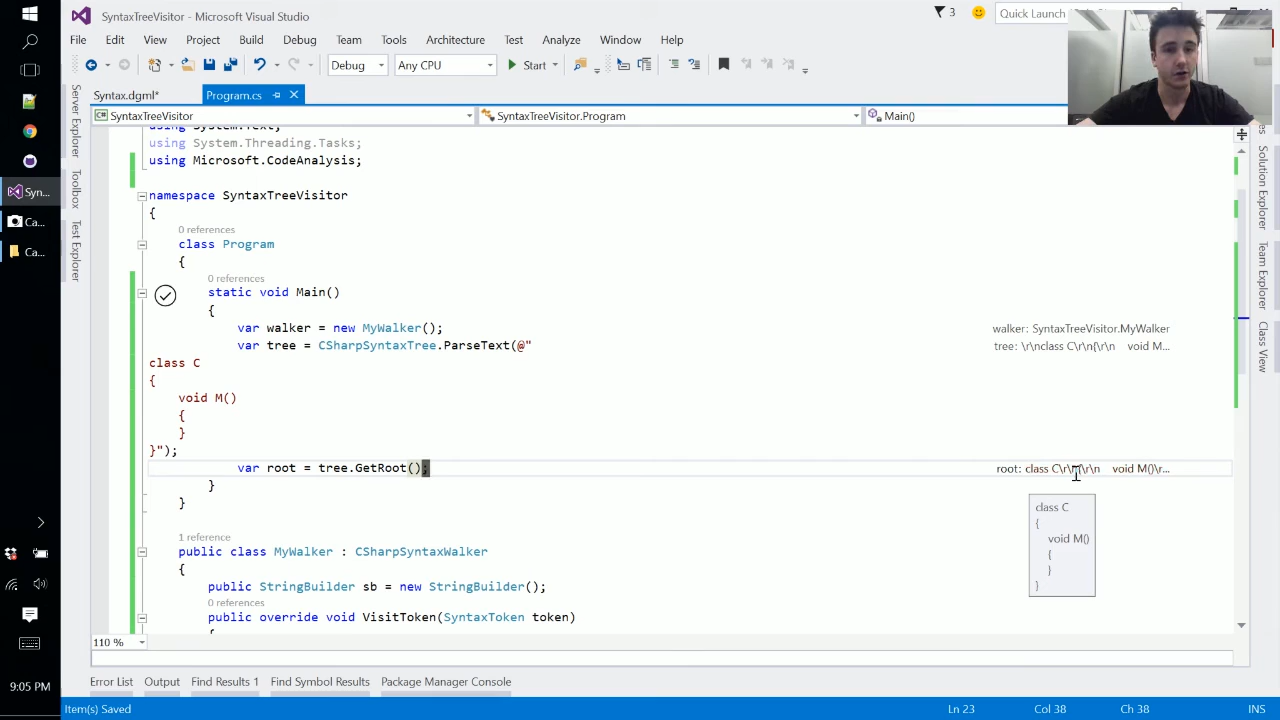 SyntaxTreeVisitor - Microsoft Visual Studio
3
Quick Launch
File Edit View Project Build Debug Team Tools Architecture Test Analyze Window Help
Debug Any CPU Start
Syntax.dgml* Program.cs
SyntaxTreeVisitor SyntaxTreeVisitor.Program Main()
Server Explorer
Toolbox
Test Explorer
using System.Text;
using System.Threading.Tasks;
using Microsoft.CodeAnalysis;
namespace SyntaxTreeVisitor
{
0 references
class Program
{
0 references
static void Main()
{
var walker = new MyWalker(); walker: SyntaxTreeVisitor.MyWalker
var tree = CSharpSyntaxTree.ParseText(@" tree: \r\nclass C\r\n{\r\n void M...
class C
{
void M()
{
}
}");
var root = tree.GetRoot(); root: class C\r\n{\r\n void M()\r...
}
}
class C
{
void M()
{
}
}
1 reference
public class MyWalker : CSharpSyntaxWalker
{
public StringBuilder sb = new StringBuilder();
0 references
public override void VisitToken(SyntaxToken token)
{
110 %
Solution Explorer
Team Explorer
Class View
Syn...
Ca...
Ca...
9:05 PM
Error List Output Find Results 1 Find Symbol Results Package Manager Console
Item(s) Saved Ln 23 Col 38 Ch 38 INS